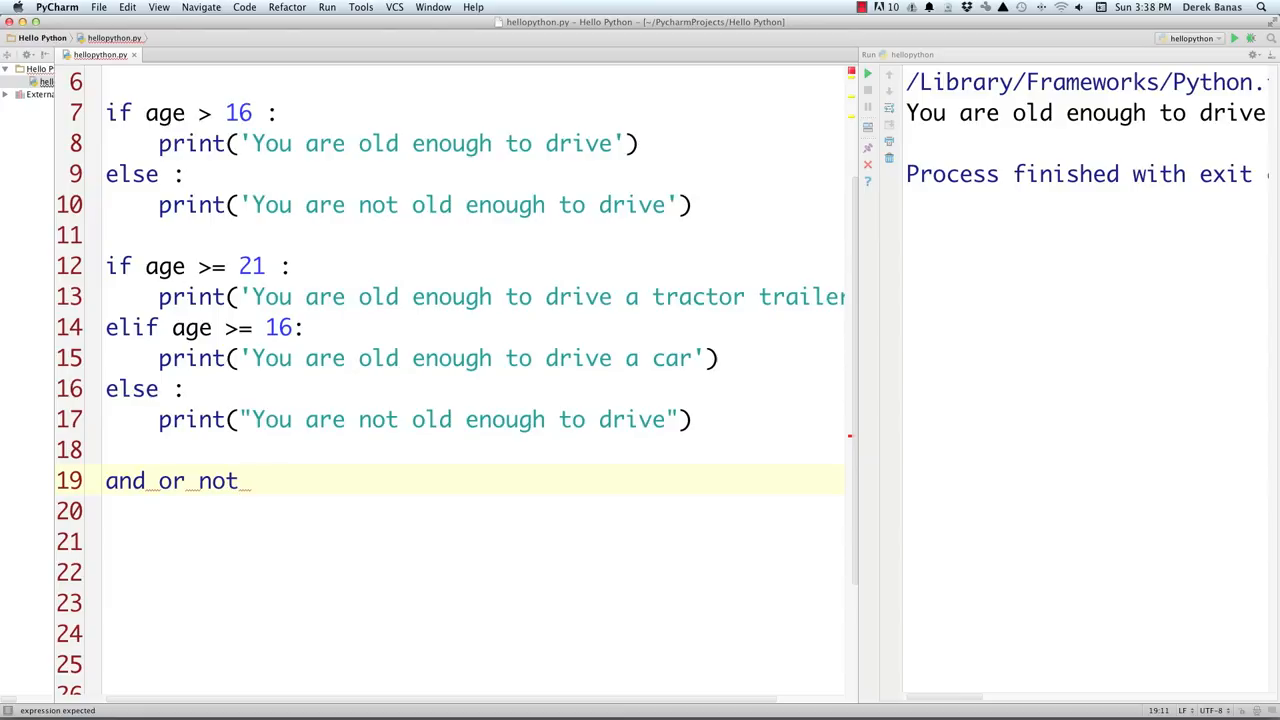 PyCharm File Edit View Navigate Code Refactor Run Tools VCS Window Help 10 Sun 3:38 PM Derek Banas
hellopython.py – Hello Python – [~/PycharmProjects/Hello Python]
Hello Python hellopython.py hellopython
hellopython.py × Run hellopython
Hello P
hell
Extern
6
7 if age > 16 :
8 print('You are old enough to drive')
9 else :
10 print('You are not old enough to drive')
11
12 if age >= 21 :
13 print('You are old enough to drive a tractor trailer
14 elif age >= 16:
15 print('You are old enough to drive a car')
16 else :
17 print("You are not old enough to drive")
18
19 and or not
20
21
22
23
24
25
26
/Library/Frameworks/Python.
You are old enough to drive
Process finished with exit
expression expected 19:11 LF UTF-8